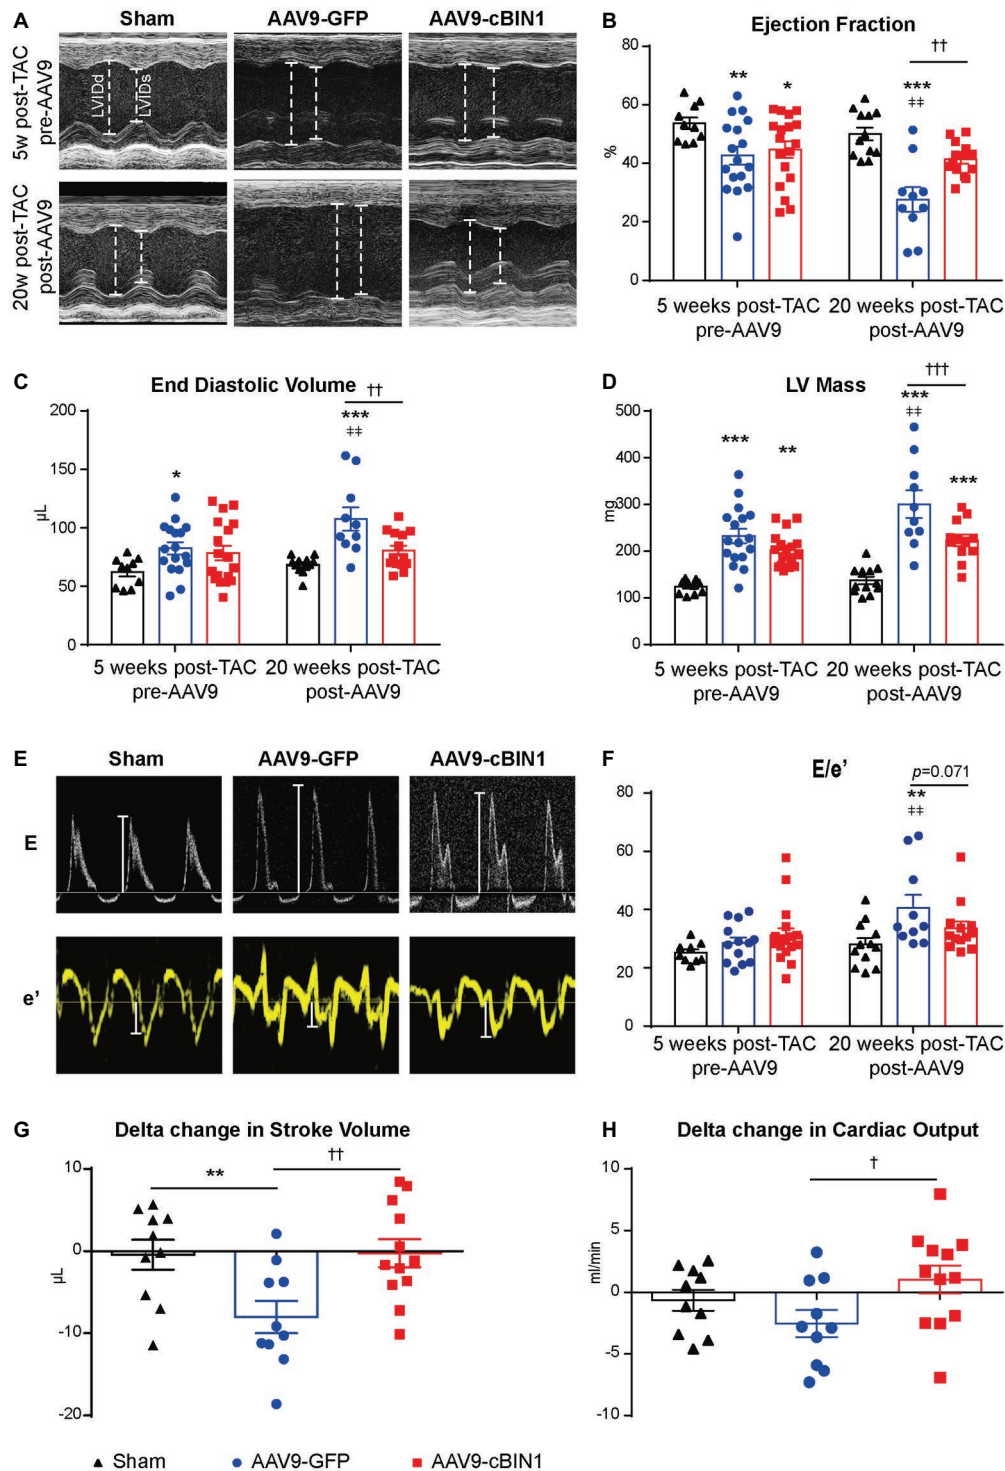 A
Sham
AAV9-GFP
AAV9-cBIN1
5w post-TAC
pre-AAV9
LVIDd
LVIDs
20w post-TAC
post-AAV9
B
Ejection Fraction
††
80
***
**
*
‡‡
60
%
40
20
0
5 weeks post-TAC
pre-AAV9
20 weeks post-TAC
post-AAV9
C
End Diastolic Volume
††
200
***
‡‡
150
*
µL
100
50
0
5 weeks post-TAC
pre-AAV9
20 weeks post-TAC
post-AAV9
D
LV Mass
†††
500
***
‡‡
***
**
***
400
mg
300
200
100
0
5 weeks post-TAC
pre-AAV9
20 weeks post-TAC
post-AAV9
E
Sham
AAV9-GFP
AAV9-cBIN1
E
e’
F
E/e’
p=0.071
80
**
‡‡
60
40
20
0
5 weeks post-TAC
pre-AAV9
20 weeks post-TAC
post-AAV9
G
Delta change in Stroke Volume
10
**
††
0
µL
-10
-20
H
Delta change in Cardiac Output
10
†
5
ml/min
0
-5
-10
Sham
AAV9-GFP
AAV9-cBIN1